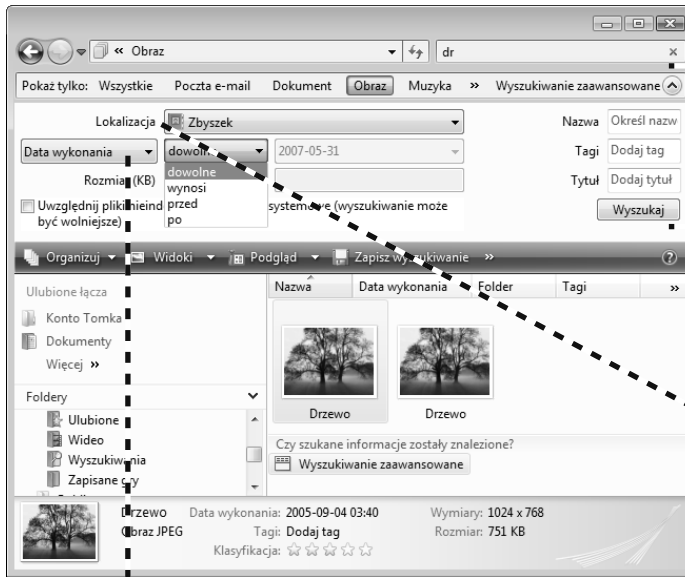 « Obraz dr
Pokaż tylko: Wszystkie Poczta e-mail Dokument Obraz Muzyka » Wyszukiwanie zaawansowane
Lokalizacja Zbyszek Nazwa Określ nazw
Data wykonania dowolne 2007-05-31 Tagi Dodaj tag
dowolne
Rozmiar (KB) wynosi Tytuł Dodaj tytuł
przed
Uwzględnij pliki nieind systemowe (wyszukiwanie może
być wolniejsze) po Wyszukaj
Organizuj Widoki Podgląd Zapisz wyszukiwanie »
Ulubione łącza
Konto Tomka
Dokumenty
Więcej »
Foldery
Ulubione
Wideo
Wyszukiwania
Zapisane gry
Nazwa Data wykonania Folder Tagi »
Drzewo Drzewo
Czy szukane informacje zostały znalezione?
Wyszukiwanie zaawansowane
Drzewo Data wykonania: 2005-09-04 03:40 Wymiary: 1024 x 768
Obraz JPEG Tagi: Dodaj tag Rozmiar: 751 KB
Klasyfikacja: